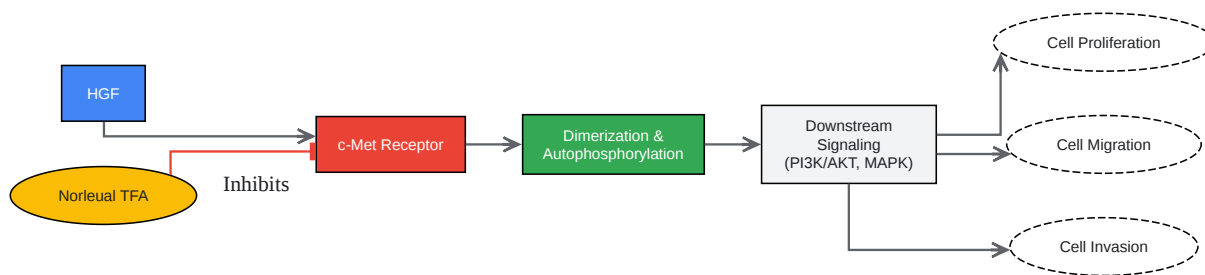 HGF
Norleual TFA
Inhibits
c-Met Receptor
Dimerization &
Autophosphorylation
Downstream
Signaling
(PI3K/AKT, MAPK)
Cell Proliferation
Cell Migration
Cell Invasion